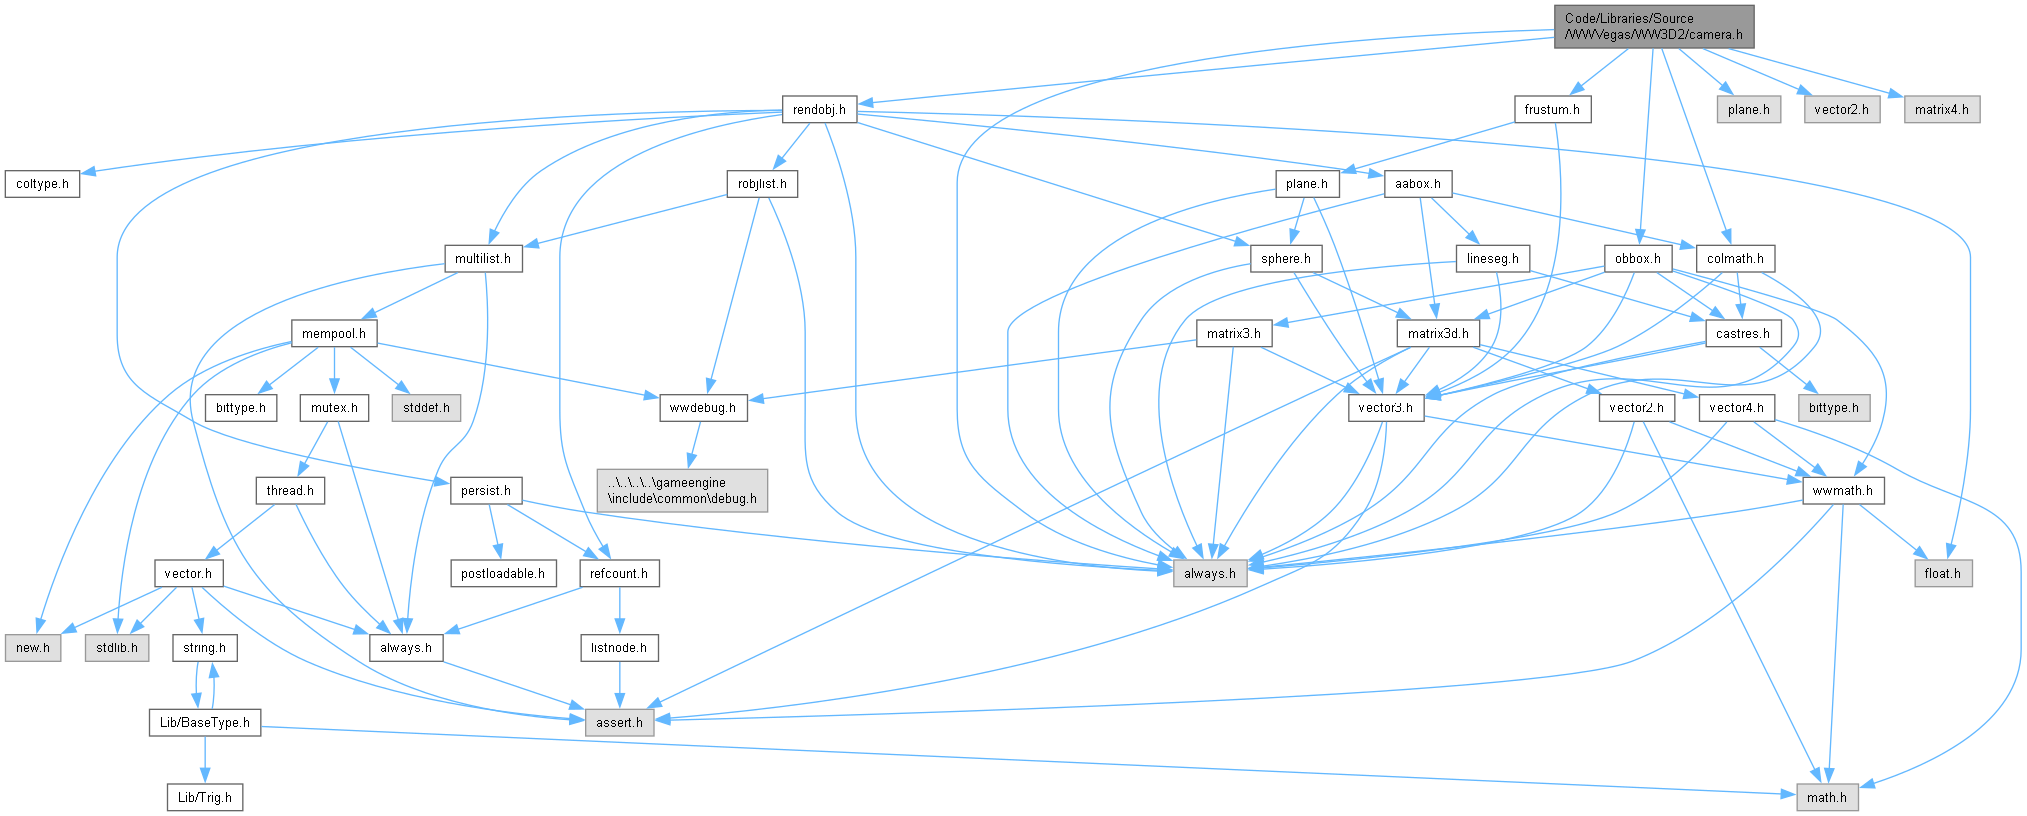 Code/Libraries/Source
/WWVegas/WW3D2/camera.h
rendobj.h
frustum.h
plane.h
vector2.h
matrix4.h
coltype.h
robjlist.h
plane.h
aabox.h
multilist.h
sphere.h
lineseg.h
obbox.h
colmath.h
mempool.h
matrix3.h
matrix3d.h
castres.h
bittype.h
mutex.h
stddef.h
wwdebug.h
vector3.h
vector2.h
vector4.h
bittype.h
thread.h
persist.h
..\..\..\..\gameengine
\include\common\debug.h
wwmath.h
vector.h
postloadable.h
refcount.h
always.h
float.h
new.h
stdlib.h
string.h
always.h
listnode.h
Lib/BaseType.h
assert.h
Lib/Trig.h
math.h